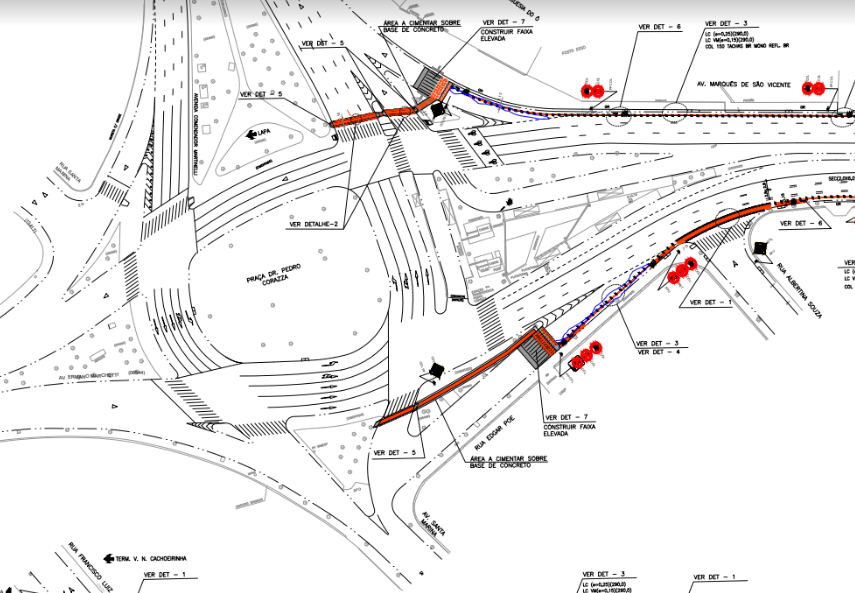 ÁREA A CIMENTAR SOBRE
BASE DE CONCRETO
VER DET - 7
CONSTRUIR FAIXA
ELEVADA
VER DET - 5
VER DET - 6
VER DET - 3
LC (e=0,25)(290,0)
LC VM(e=0,15)(290,0)
COL 150 TACHAS BR MONO REFL. BR
AV. MARQUÊS DE SÃO VICENTE
VER DET - 5
LAPA
RUA SANTA
MARINA
VER DETALHE-2
VER DET - 6
PRAÇA DR. PEDRO
CORAZZA
RUA ALBERTINA SOUZA
VER DET - 1
VER DET - 3
VER DET - 4
AV. ERMANO MARCHETTI
VER DET - 7
CONSTRUIR FAIXA
ELEVADA
RUA EDGAR POE
VER DET - 5
ÁREA A CIMENTAR SOBRE
BASE DE CONCRETO
AV. SANTA
MARINA
RUA FRANCISCO LUIZ
TERM. V. N. CACHOEIRINHA
VER DET - 1
VER DET - 3
LC (e=0,25)(290,0)
LC VM(e=0,15)(290,0)
VER DET - 1